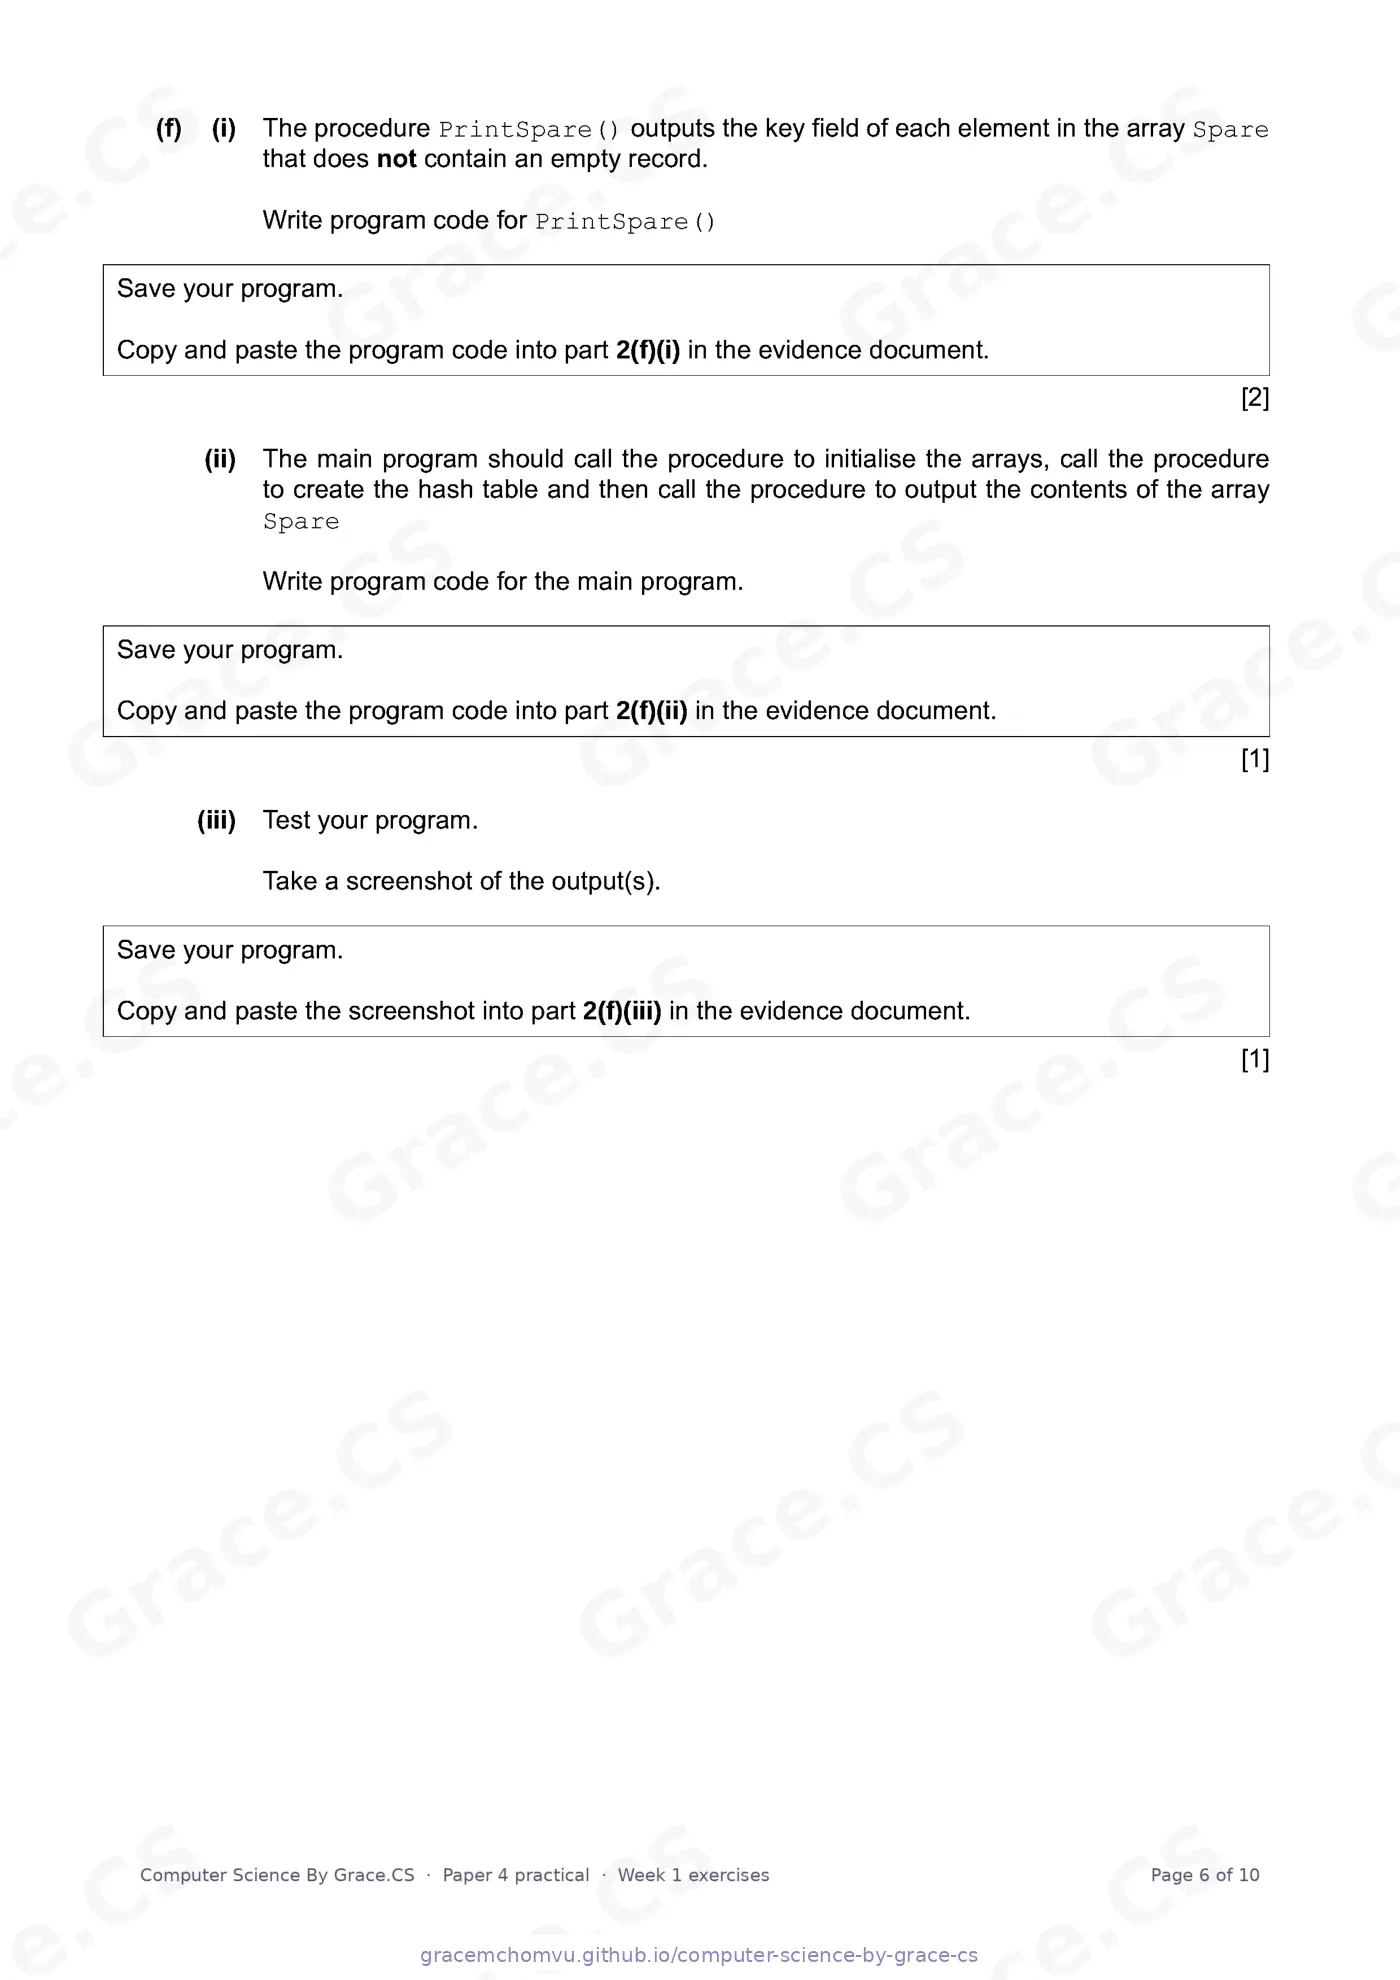 (f) (i) The procedure PrintSpare() outputs the key field of each element in the array Spare
that does not contain an empty record.
Write program code for PrintSpare()
Save your program.
Copy and paste the program code into part 2(f)(i) in the evidence document.
[2]
(ii) The main program should call the procedure to initialise the arrays, call the procedure
to create the hash table and then call the procedure to output the contents of the array
Spare
Write program code for the main program.
Save your program.
Copy and paste the program code into part 2(f)(ii) in the evidence document.
[1]
(iii) Test your program.
Take a screenshot of the output(s).
Save your program.
Copy and paste the screenshot into part 2(f)(iii) in the evidence document.
[1]
Computer Science By Grace.CS · Paper 4 practical · Week 1 exercises Page 6 of 10
gracemchomvu.github.io/computer-science-by-grace-cs